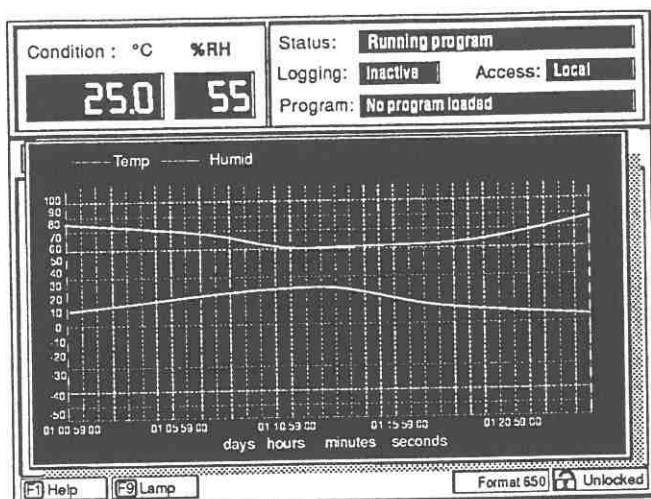 Condition : °C %RH
25.0 55
Status: Running program
Logging: Inactive Access: Local
Program: No program loaded
Temp Humid
100
90
80
70
60
50
40
30
20
10
0
-10
-20
-30
-40
-50
01 00 59 00 01 05 59 00 01 10 59 00 01 15 59 00 01 20 59 00
days hours minutes seconds
F1 Help F9 Lamp Format 650 Unlocked